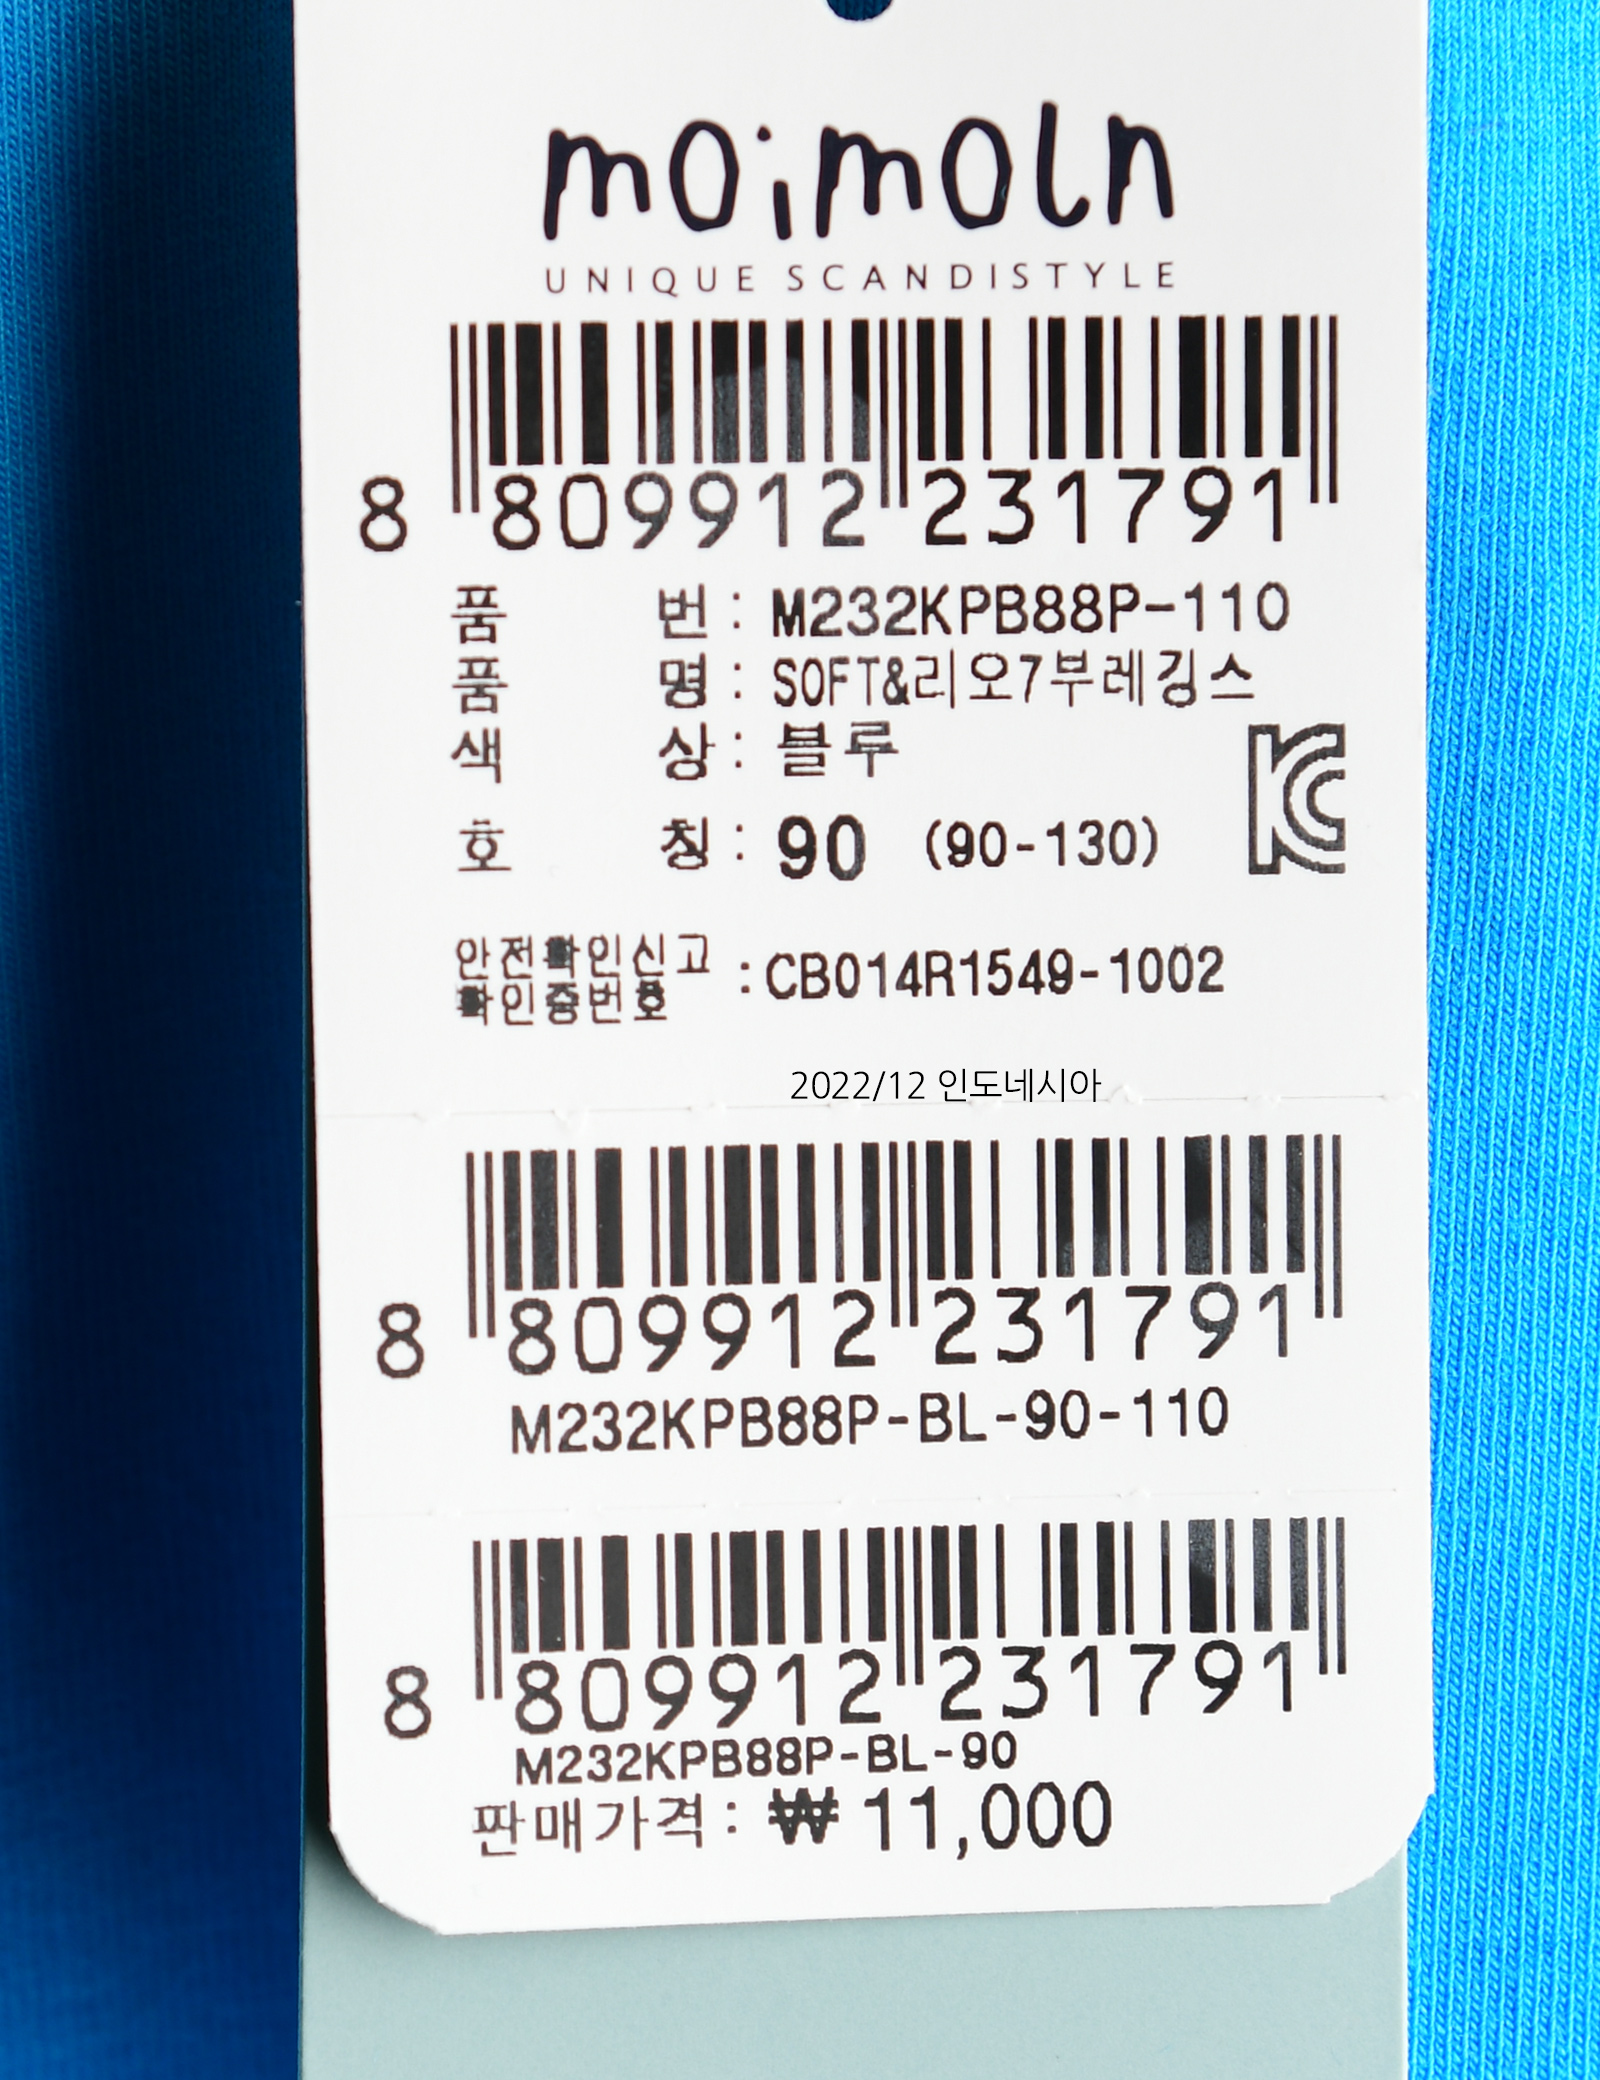 moimoln
UNIQUE SCANDISTYLE
8 809912 231791
품 번 : M232KPB88P-110
품 명 : SOFT&리오7부레깅스
색 상 : 블루
호 칭 : 90 (90-130)
안전확인신고
확인증번호 : CB014R1549-1002
2022/12 인도네시아
8 809912 231791
M232KPB88P-BL-90-110
8 809912 231791
M232KPB88P-BL-90
판매가격 : ₩ 11,000